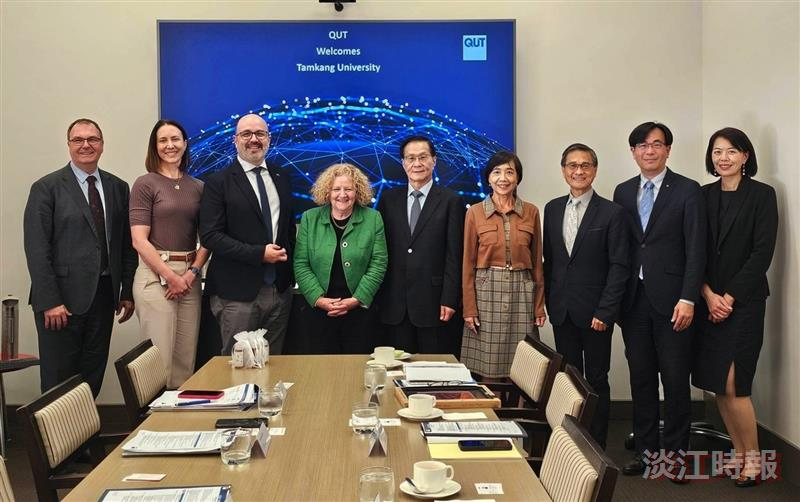 QUT
Welcomes
Tamkang University
QUT
淡江時報